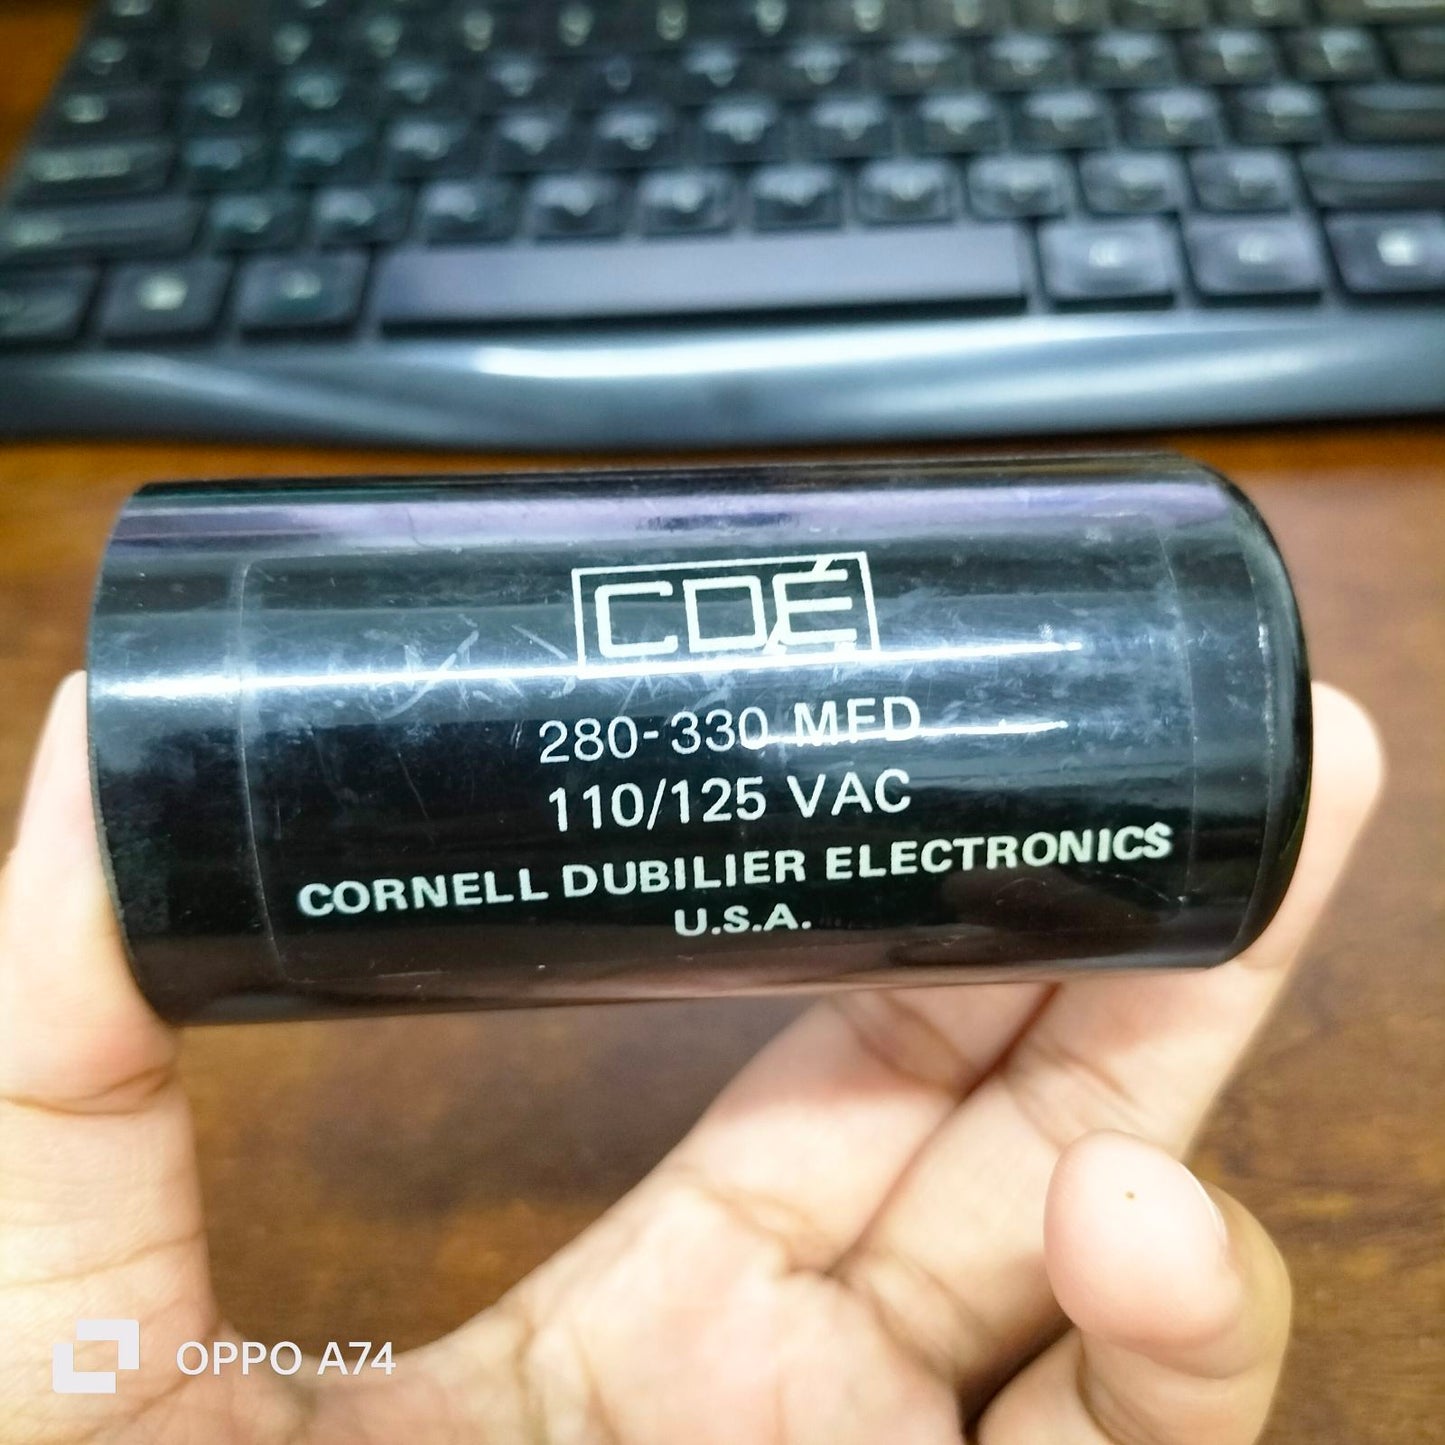 CDE
280-330 MFD
110/125 VAC
CORNELL DUBILIER ELECTRONICS
U.S.A.
OPPO A74